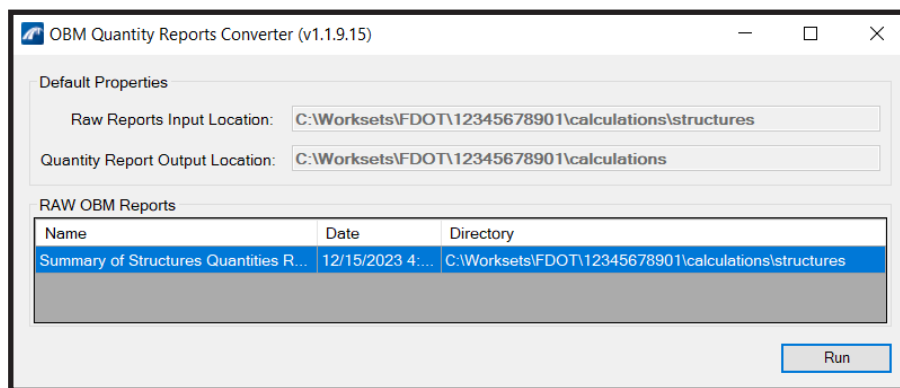 OBM Quantity Reports Converter (v1.1.9.15)
Default Properties
Raw Reports Input Location: C:\Worksets\FDOT\12345678901\calculations\structures
Quantity Report Output Location: C:\Worksets\FDOT\12345678901\calculations
RAW OBM Reports
Name Date Directory
Summary of Structures Quantities R... 12/15/2023 4:... C:\Worksets\FDOT\12345678901\calculations\structures
Run